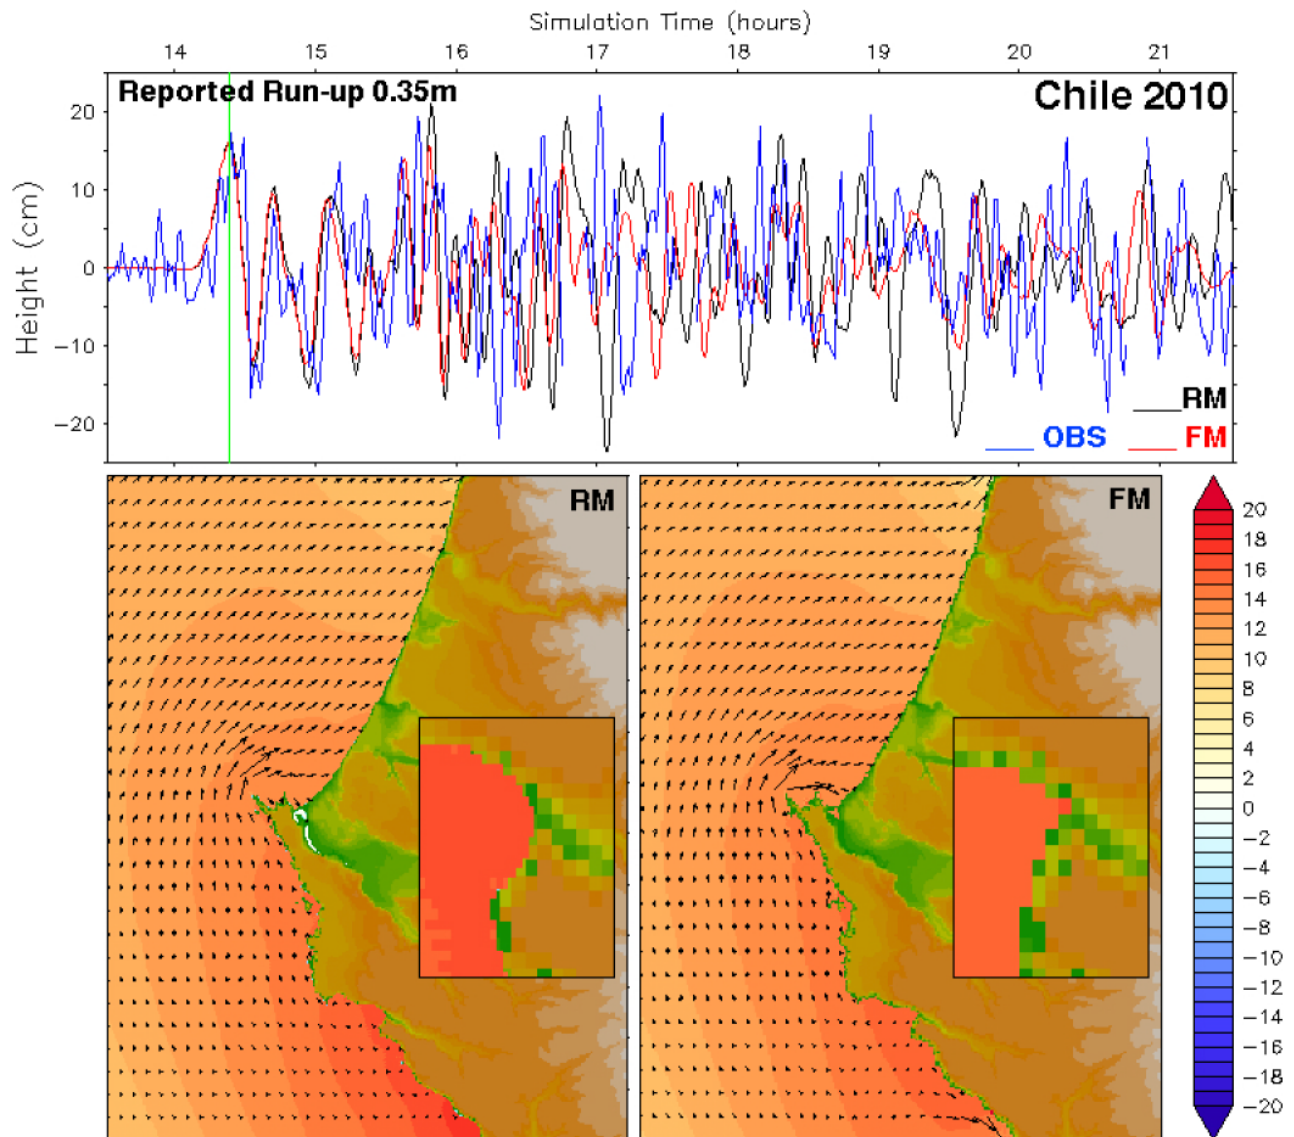 Simulation Time (hours)
14 15 16 17 18 19 20 21
Reported Run-up 0.35m
Chile 2010
Height (cm)
20
10
0
-10
-20
RM
OBS
FM
RM
FM
20
18
16
14
12
10
8
6
4
2
0
-2
-4
-6
-8
-10
-12
-14
-16
-18
-20